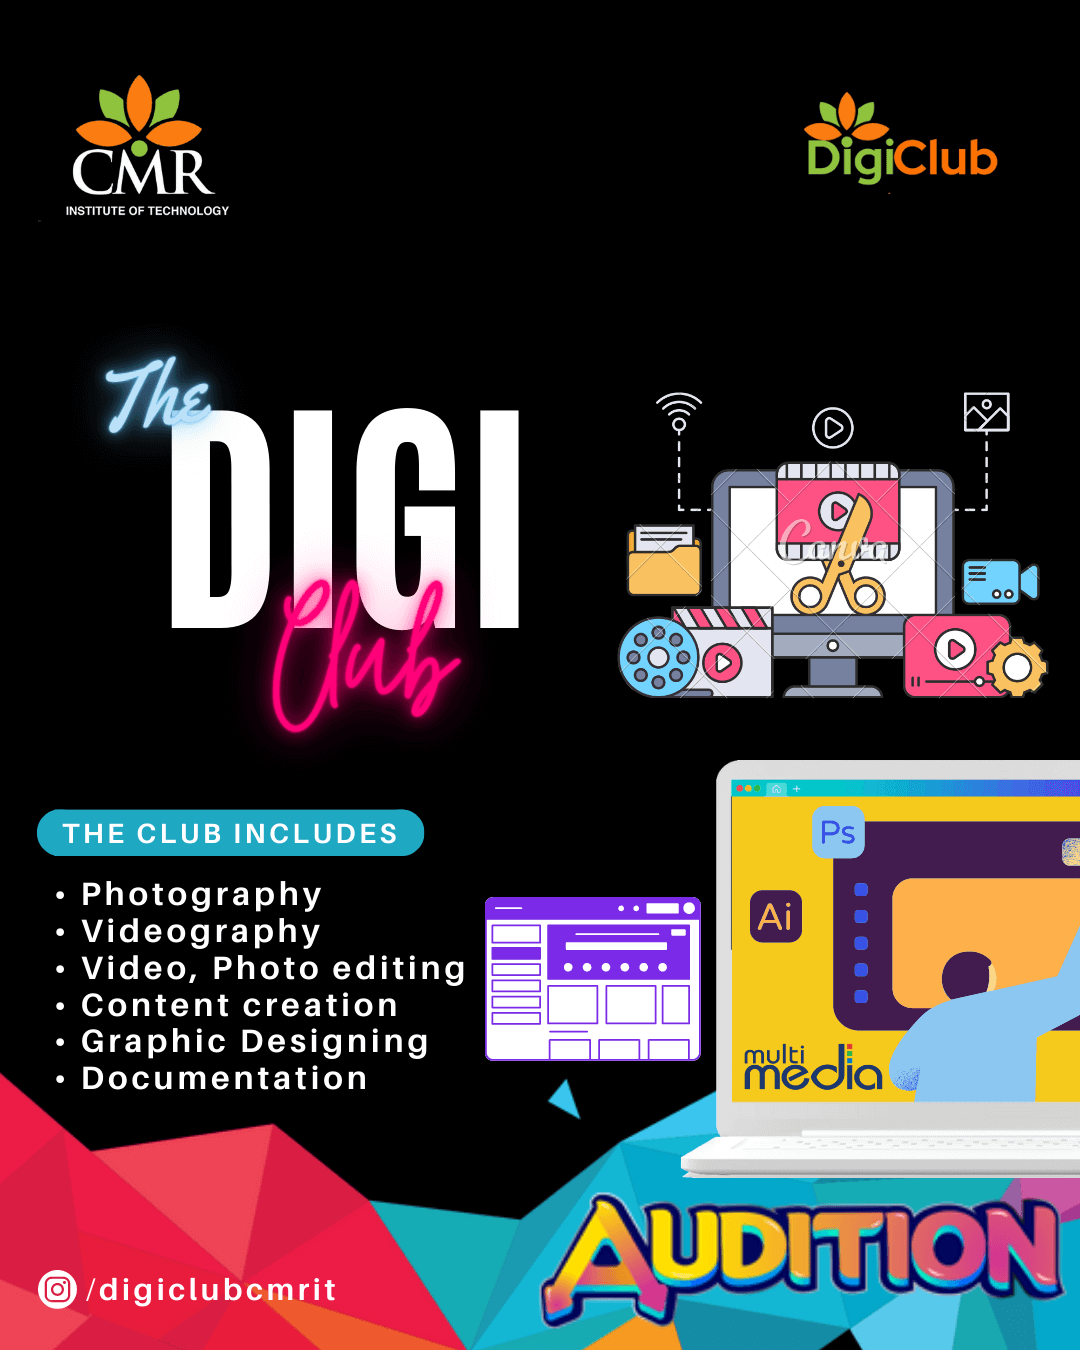 CMR
INSTITUTE OF TECHNOLOGY
DigiClub
The
DIGI
Club
Canva
THE CLUB INCLUDES
• Photography
• Videography
• Video, Photo editing
• Content creation
• Graphic Designing
• Documentation
Ps
Ai
multi
media
AUDITION
/digiclubcmrit